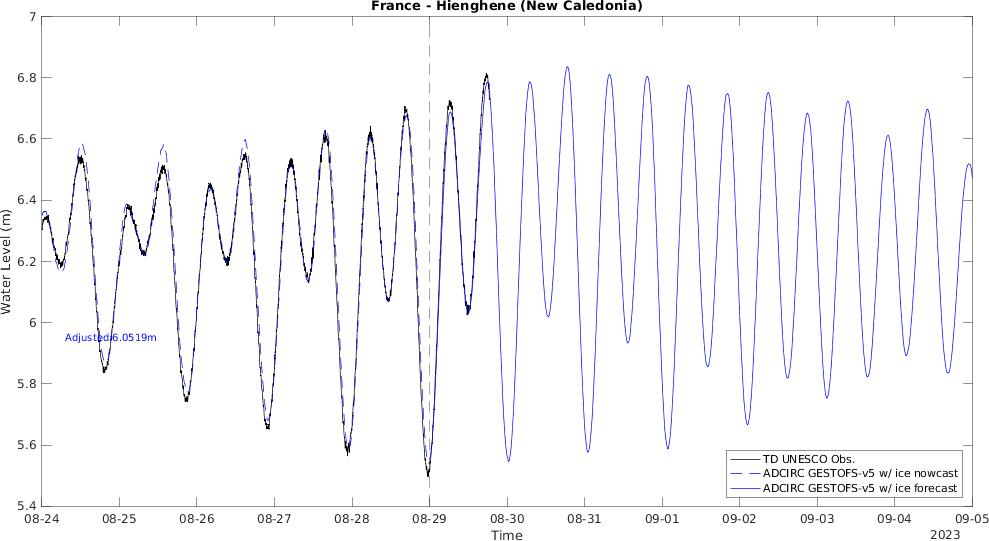 France - Hienghene (New Caledonia)
7
6.8
6.6
6.4
6.2
6
5.8
5.6
5.4
Water Level (m)
Adjusted:6.0519m
TD UNESCO Obs.
ADCIRC GESTOFS-v5 w/ ice nowcast
ADCIRC GESTOFS-v5 w/ ice forecast
08-24 08-25 08-26 08-27 08-28 08-29 08-30 08-31 09-01 09-02 09-03 09-04 09-05
Time
2023